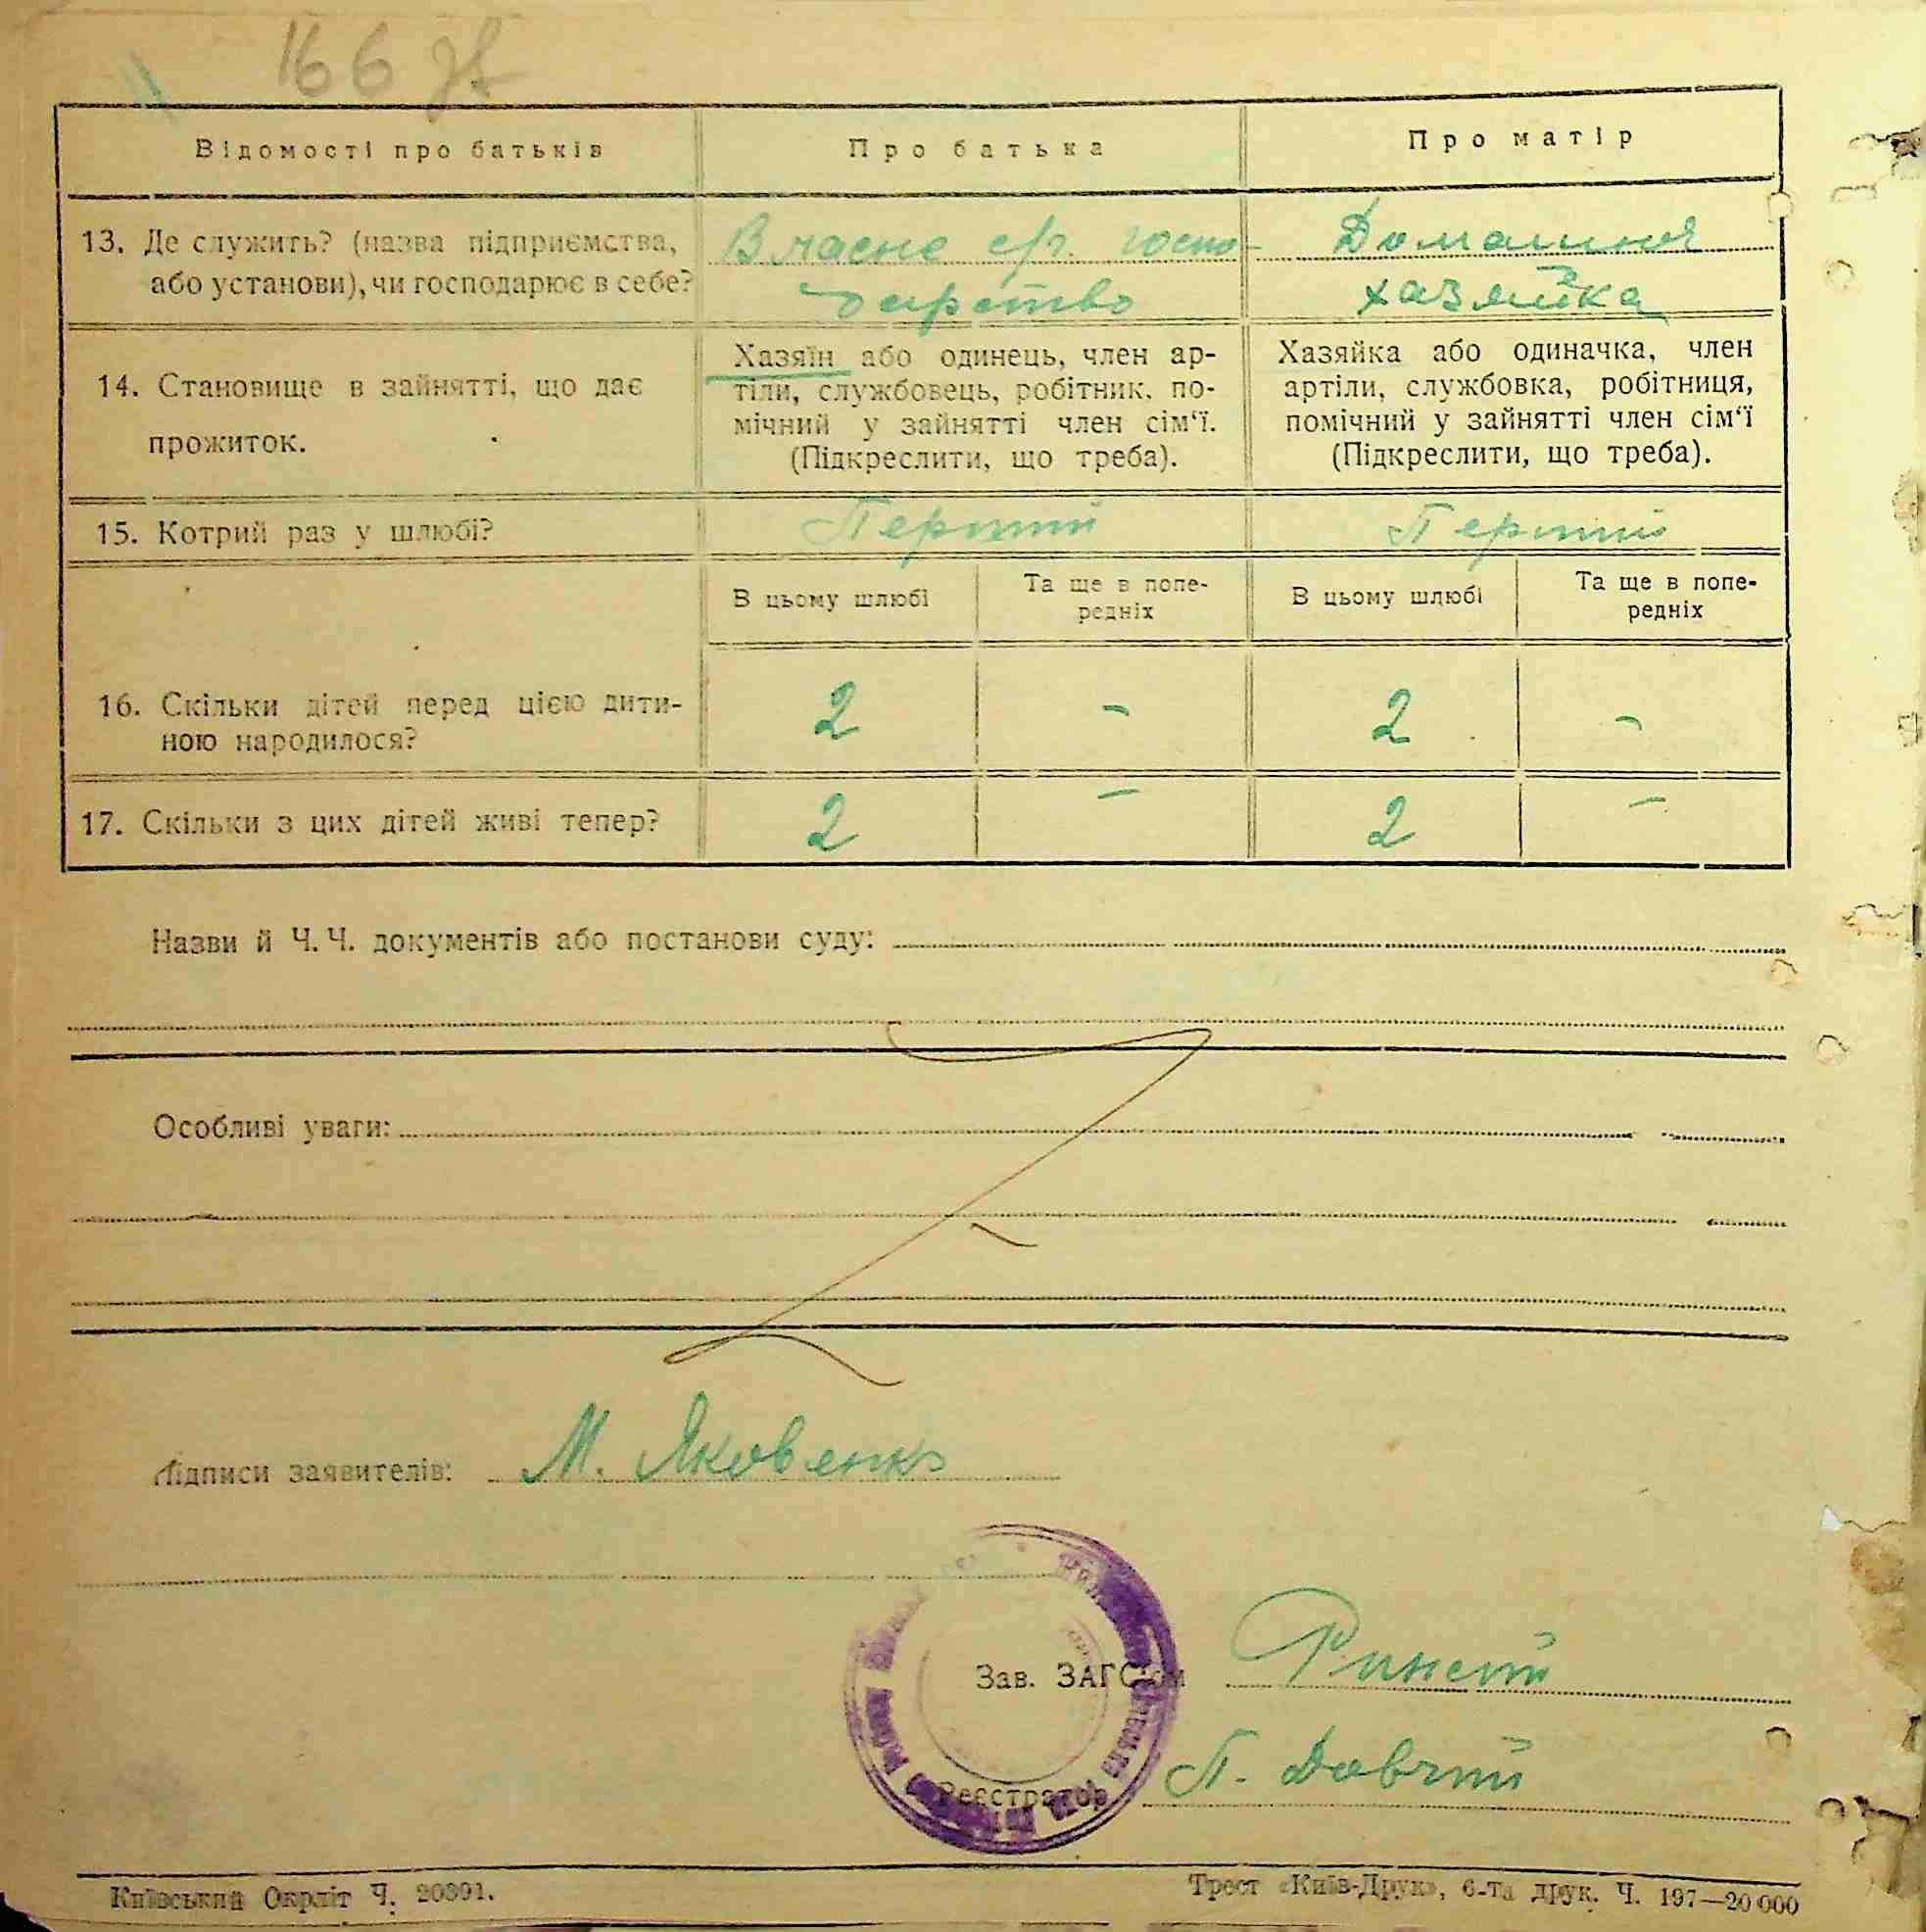 166 зв
Відомості про батьків
Про батька
Про матір
13. Де служить? (назва підприємства,
або установи), чи господарює в себе?
Власне с/г. госпо-
дарство
Домашня
хазяйка
14. Становище в зайнятті, що дає
прожиток.
Хазяїн або одинець, член ар-
тіли, службовець, робітник, по-
мічний у зайнятті член сім‘ї.
(Підкреслити, що треба).
Хазяйка або одиначка, член
артіли, службовка, робітниця,
помічний у зайнятті член сім‘ї
(Підкреслити, що треба).
15. Котрий раз у шлюбі?
Перший
Перший
В цьому шлюбі
Та ще в попе-
редніх
В цьому шлюбі
Та ще в попе-
редніх
16. Скільки дітей перед цією дити-
ною народилося?
2
-
2
-
17. Скільки з цих дітей живі тепер?
2
-
2
-
Назви й Ч. Ч. документів або постанови суду:
Особливі уваги:
Підписи заявителів:
М. Яковенко
Зав. ЗАГС'ом
Реєстратор
П.
Київський Окрліт Ч. 20391.
Трест «Київ-Друк», 6-та друк. Ч. 197—20 000